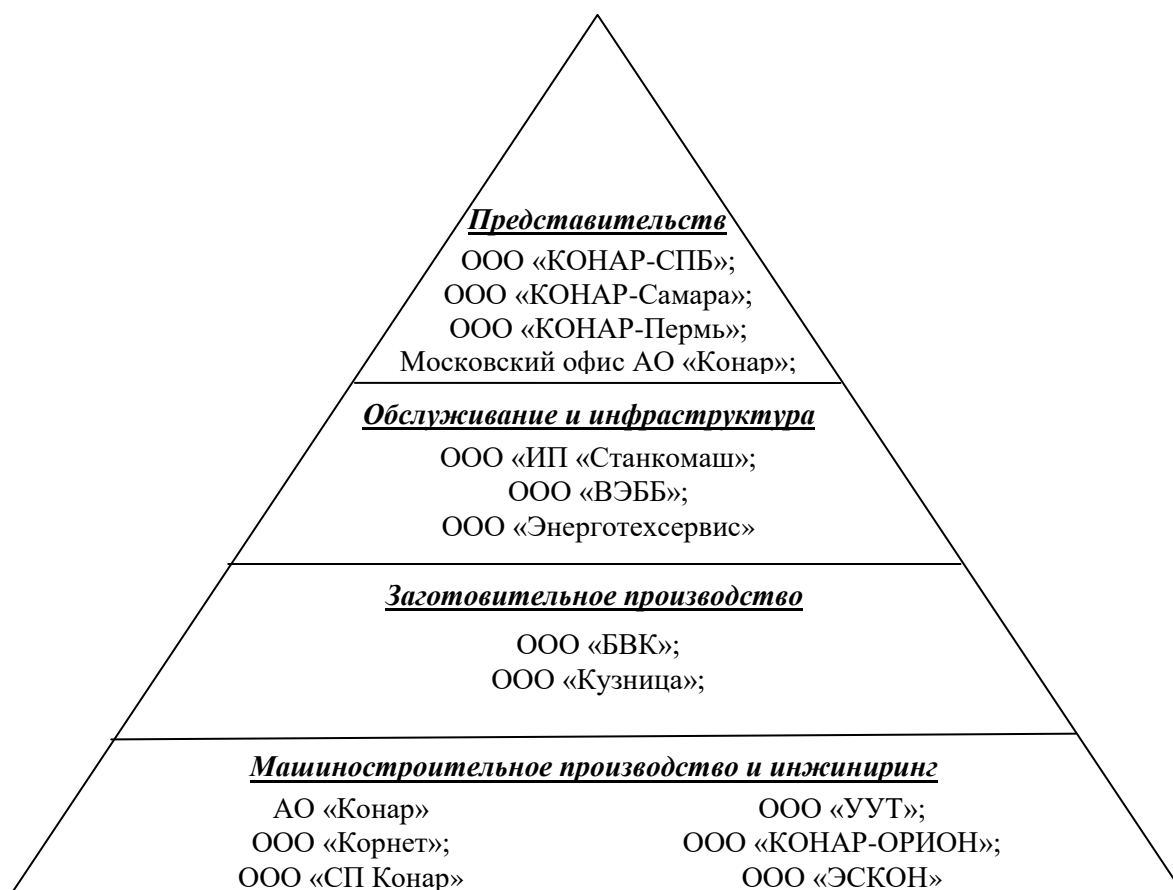 Представительств
ООО «КОНАР-СПБ»;
ООО «КОНАР-Самара»;
ООО «КОНАР-Пермь»;
Московский офис АО «Конар»;
Обслуживание и инфраструктура
ООО «ИП «Станкомаш»;
ООО «ВЭББ»;
ООО «Энерготехсервис»
Заготовительное производство
ООО «БВК»;
ООО «Кузница»;
Машиностроительное производство и инжиниринг
АО «Конар»
ООО «Корнет»;
ООО «СП Конар»
ООО «УУТ»;
ООО «КОНАР-ОРИОН»;
ООО «ЭСКОН»